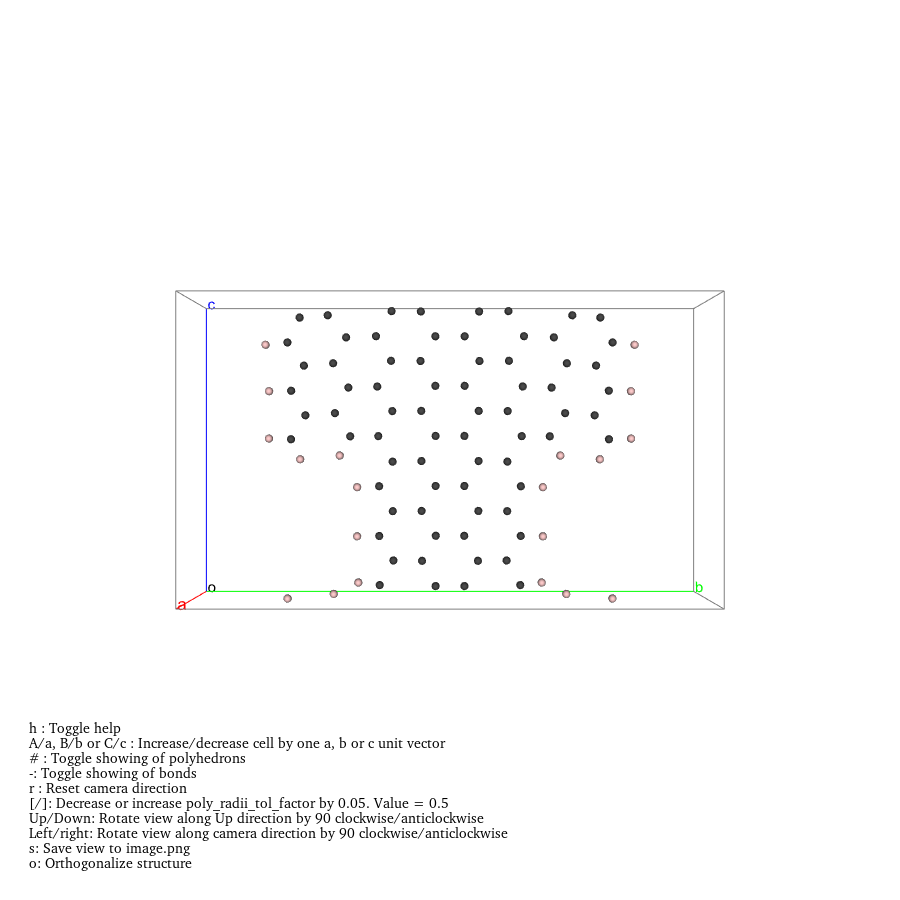 c
o
b
a
h : Toggle help
A/a, B/b or C/c : Increase/decrease cell by one a, b or c unit vector
# : Toggle showing of polyhedrons
-: Toggle showing of bonds
r : Reset camera direction
[/]: Decrease or increase poly_radii_tol_factor by 0.05. Value = 0.5
Up/Down: Rotate view along Up direction by 90 clockwise/anticlockwise
Left/right: Rotate view along camera direction by 90 clockwise/anticlockwise
s: Save view to image.png
o: Orthogonalize structure